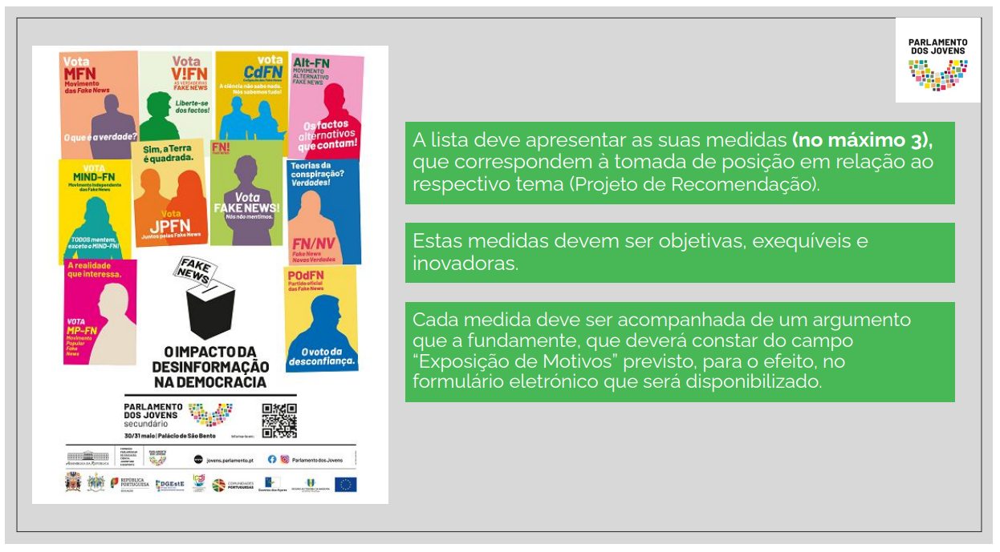 PARLAMENTO
DOS JOVENS
Vota
MFN
Movimento
das Fake News
O que é a verdade?
Vota
V!FN
AS VERDADEIRAS
FAKE NEWS
Liberte-se
dos factos!
vota
CdFN
A ciência não sabe nada.
Nós sabemos tudo!
Alt-FN
MOVIMENTO
ALTERNATIVO
FAKE NEWS
Os factos
alternativos
que contam!
VOTA
MIND-FN
Movimento Independente
das Fake News
TODOS mentem,
exceto o MIND-FN!
Sim, a Terra
é quadrada.
Vota
JPFN
Juntos pelas Fake News
FN!
Vota
FAKE NEWS!
Nós não mentimos.
Teorias da
conspiração?
Verdades!
FN/NV
Fake News
Novas Verdades
A realidade
que interessa.
VOTA
MP-FN
Movimento
Popular
Fake
News
FAKE
NEWS
POdFN
Partido oficial
das Fake News
O voto da
desconfiança.
O IMPACTO DA
DESINFORMAÇÃO
NA DEMOCRACIA
PARLAMENTO
DOS JOVENS
secundário
30/31 maio | Palácio de São Bento
jovens.parlamento.pt
Parlamento dos Jovens
ASSEMBLEIA DA REPÚBLICA
REPÚBLICA
PORTUGUESA
DGEstE
COMUNIDADES
PORTUGUESAS
A lista deve apresentar as suas medidas (no máximo 3),
que correspondem à tomada de posição em relação ao
respectivo tema (Projeto de Recomendação).
Estas medidas devem ser objetivas, exequíveis e
inovadoras.
Cada medida deve ser acompanhada de um argumento
que a fundamente, que deverá constar do campo
“Exposição de Motivos” previsto, para o efeito, no
formulário eletrónico que será disponibilizado.